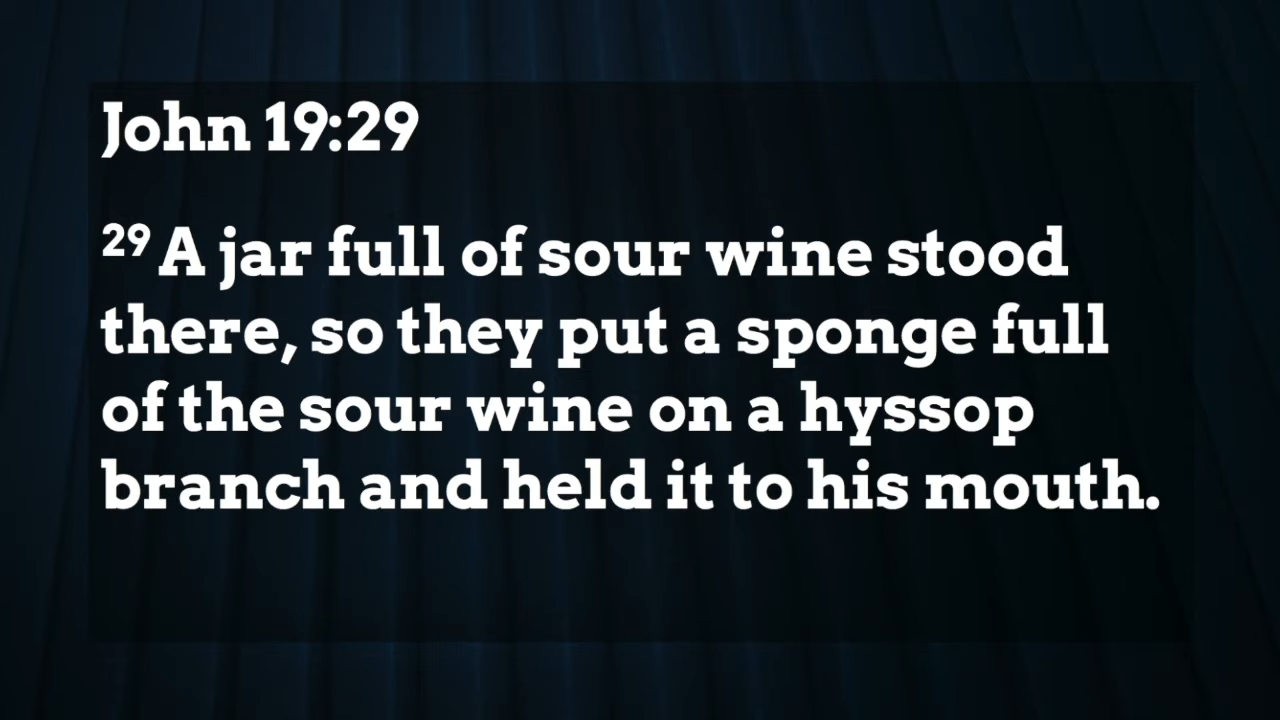 John 19:29
29 A jar full of sour wine stood
there, so they put a sponge full
of the sour wine on a hyssop
branch and held it to his mouth.